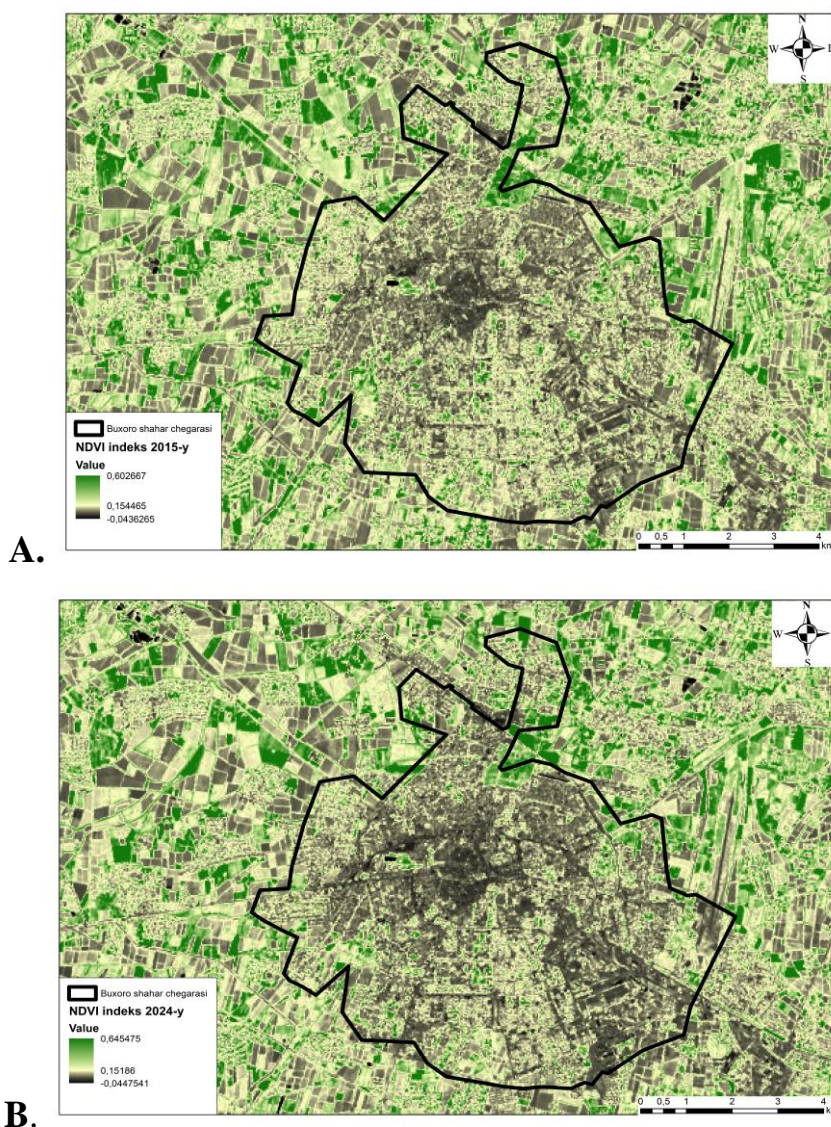 N
W E
S
Buxoro shahar chegarasi
NDVI indeks 2015-y
Value
0,602667
0,154465
-0,0436265
0 0,5 1 2 3 4
km
A.
N
W E
S
Buxoro shahar chegarasi
NDVI indeks 2024-y
Value
0,645475
0,15186
-0,0447541
0 0,5 1 2 3 4
km
B.